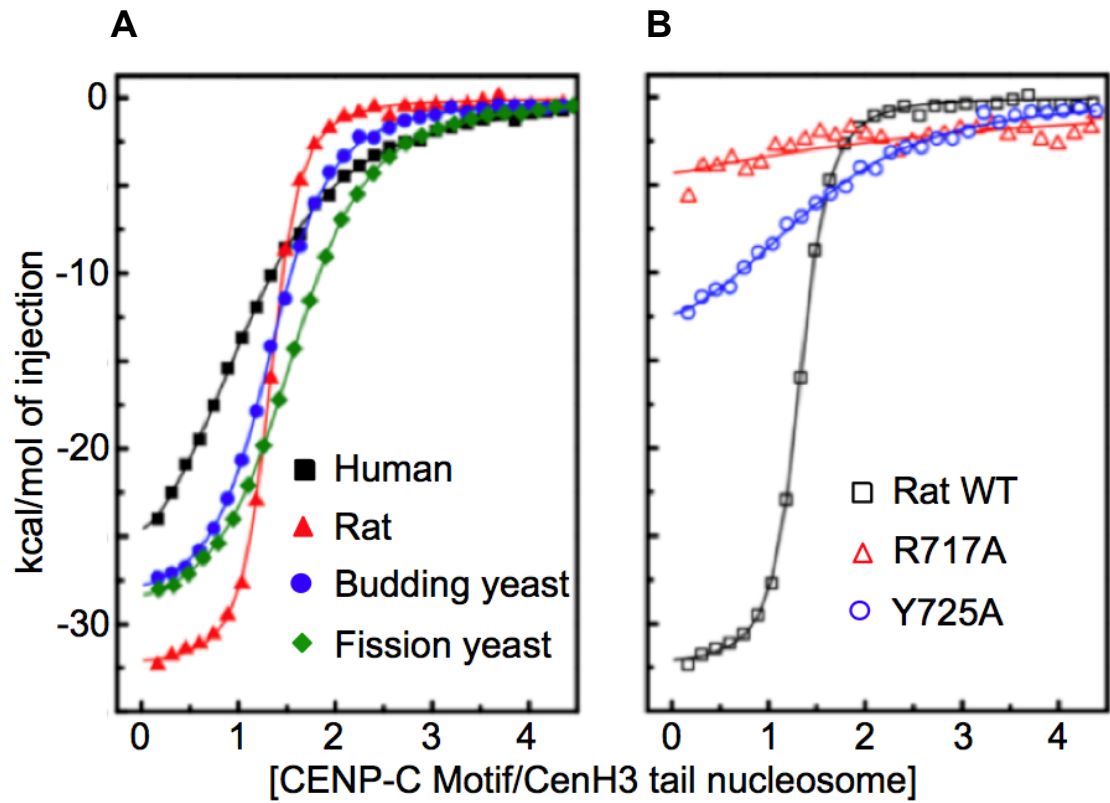 A
B
kcal/mol of injection
0
-10
-20
-30
Human
Rat
Budding yeast
Fission yeast
Rat WT
R717A
Y725A
0 1 2 3 4
0 1 2 3 4
[CENP-C Motif/CenH3 tail nucleosome]